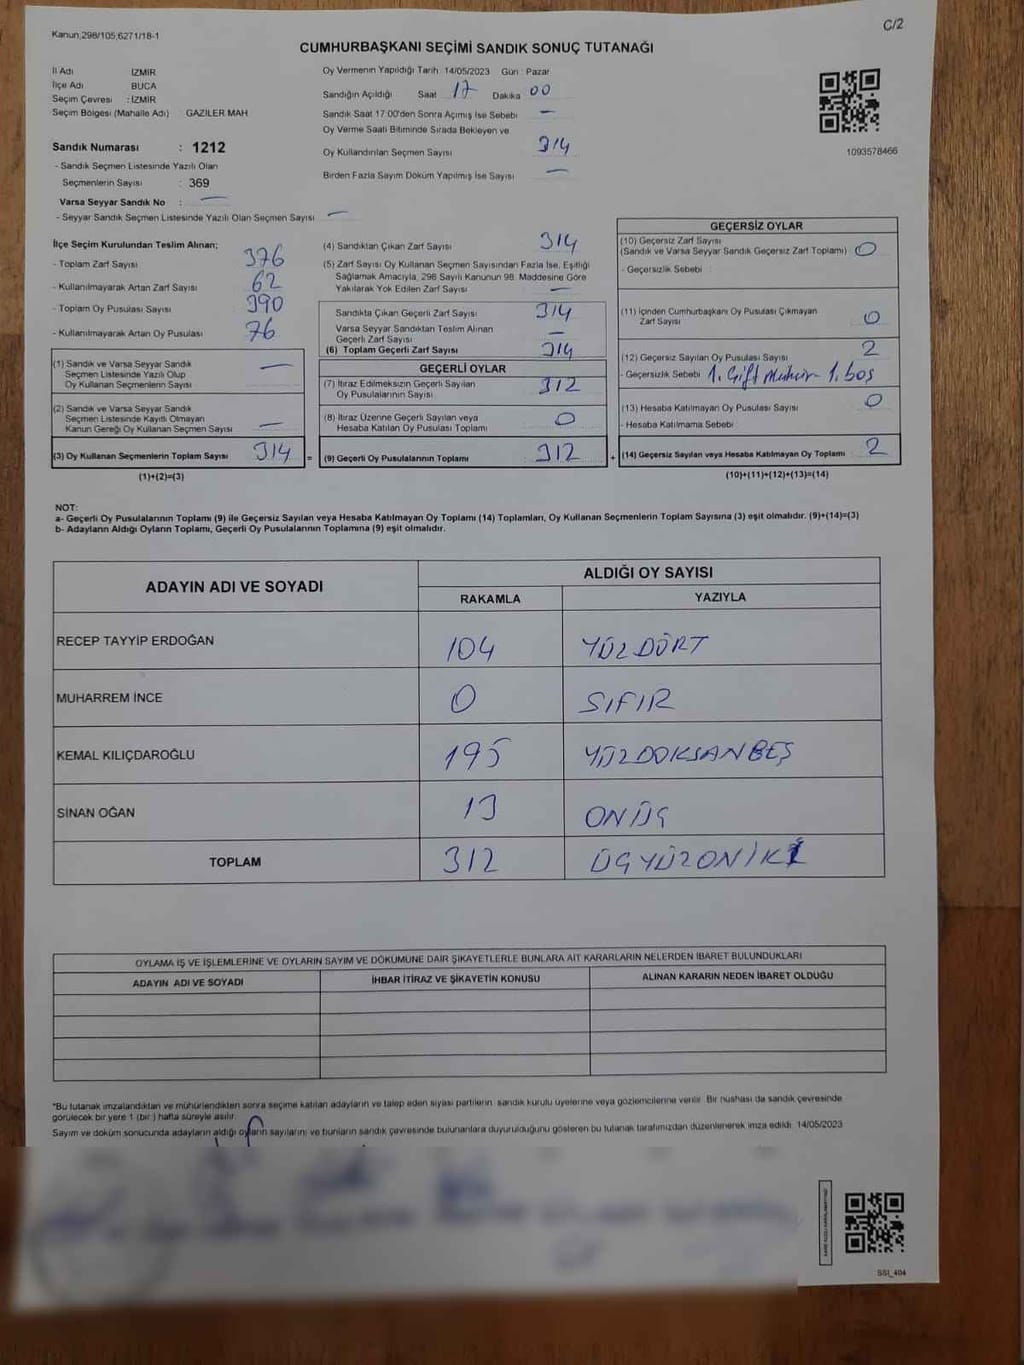 Kanun,298/105,6271/18-1
C/2
CUMHURBAŞKANI SEÇİMİ SANDIK SONUÇ TUTANAĞI
İl Adı İZMİR
İlçe Adı BUCA
Seçim Çevresi : İZMİR
Seçim Bölgesi (Mahalle Adı) GAZİLER MAH
Sandık Numarası : 1212
- Sandık Seçmen Listesinde Yazılı Olan
Seçmenlerin Sayısı : 369
Varsa Seyyar Sandık No : —
- Seyyar Sandık Seçmen Listesinde Yazılı Olan Seçmen Sayısı —
Oy Vermenin Yapıldığı Tarih : 14/05/2023 Gün : Pazar
Sandığın Açıldığı Saat 17 Dakika 00
Sandık Saat 17:00'den Sonra Açımış İse Sebebi —
Oy Verme Saati Bitiminde Sırada Bekleyen ve
Oy Kullandırılan Seçmen Sayısı 314
Birden Fazla Sayım Döküm Yapılmış İse Sayısı —
1093578466
İlçe Seçim Kurulundan Teslim Alınan;
- Toplam Zarf Sayısı 376
- Kullanılmayarak Artan Zarf Sayısı 62
- Toplam Oy Pusulası Sayısı 390
- Kullanılmayarak Artan Oy Pusulası 76
(1) Sandık ve Varsa Seyyar Sandık
Seçmen Listesinde Yazılı Olup
Oy Kullanan Seçmenlerin Sayısı —
(2) Sandık ve Varsa Seyyar Sandık
Seçmen Listesinde Kayıtlı Olmayan
Kanun Gereği Oy Kullanan Seçmen Sayısı —
(3) Oy Kullanan Seçmenlerin Toplam Sayısı 314 =
(1)+(2)=(3)
(4) Sandıktan Çıkan Zarf Sayısı 314
(5) Zarf Sayısı Oy Kullanan Seçmen Sayısından Fazla İse, Eşitliği
Sağlamak Amacıyla, 298 Sayılı Kanunun 98. Maddesine Göre
Yakılarak Yok Edilen Zarf Sayısı —
Sandıkta Çıkan Geçerli Zarf Sayısı 314
Varsa Seyyar Sandıktan Teslim Alınan
Geçerli Zarf Sayısı —
(6) Toplam Geçerli Zarf Sayısı 314
GEÇERLİ OYLAR
(7) İtiraz Edilmeksizin Geçerli Sayılan
Oy Pusulalarının Sayısı 312
(8) İtiraz Üzerine Geçerli Sayılan veya
Hesaba Katılan Oy Pusulası Toplamı 0
(9) Geçerli Oy Pusulalarının Toplamı 312 +
GEÇERSİZ OYLAR
(10) Geçersiz Zarf Sayısı
(Sandık ve Varsa Seyyar Sandık Geçersiz Zarf Toplamı) 0
- Geçersizlik Sebebi :
(11) İçinden Cumhurbaşkanı Oy Pusulası Çıkmayan
Zarf Sayısı 0
(12) Geçersiz Sayılan Oy Pusulası Sayısı 2
- Geçersizlik Sebebi 1. Çift Mühür 1. boş
(13) Hesaba Katılmayan Oy Pusulası Sayısı 0
- Hesaba Katılmama Sebebi :
(14) Geçersiz Sayılan veya Hesaba Katılmayan Oy Toplamı 2
(10)+(11)+(12)+(13)=(14)
NOT:
a- Geçerli Oy Pusulalarının Toplamı (9) ile Geçersiz Sayılan veya Hesaba Katılmayan Oy Toplamı (14) Toplamları, Oy Kullanan Seçmenlerin Toplam Sayısına (3) eşit olmalıdır. (9)+(14)=(3)
b- Adayların Aldığı Oyların Toplamı, Geçerli Oy Pusulalarının Toplamına (9) eşit olmalıdır.
ADAYIN ADI VE SOYADI ALDIĞI OY SAYISI
RAKAMLA YAZIYLA
RECEP TAYYİP ERDOĞAN 104 YÜZDÖRT
MUHARREM İNCE 0 SIFIR
KEMAL KILIÇDAROĞLU 195 YÜZDOKSANBEŞ
SİNAN OĞAN 13 ONÜÇ
TOPLAM 312 ÜÇYÜZONİKİ
OYLAMA İŞ VE İŞLEMLERİNE VE OYLARIN SAYIM VE DÖKÜMÜNE DAİR ŞİKAYETLERLE BUNLARA AİT KARARLARIN NELERDEN İBARET BULUNDUKLARI
ADAYIN ADI VE SOYADI İHBAR İTİRAZ VE ŞİKAYETİN KONUSU ALINAN KARARIN NEDEN İBARET OLDUĞU
*Bu tutanak imzalandıktan ve mühürlendikten sonra seçime katılan adayların ve talep eden siyasi partilerin sandık kurulu üyelerine veya gözlemcilerine verilir. Bir nüshası da sandık çevresinde
görülecek bir yere 1 (bir ) hafta süreyle asılır.
Sayım ve döküm sonucunda adayların aldığı oyların sayılarını ve bunların sandık çevresinde bulunanlara duyurulduğunu gösteren bu tutanak tarafımızdan düzenlenerek imza edildi. 14/05/2023
SSI_404